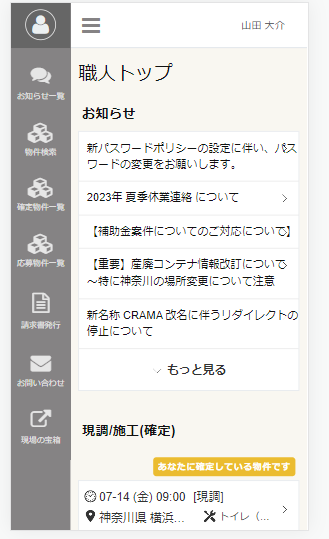 山田 大介
お知らせ一覧
物件検索
確定物件一覧
応募物件一覧
請求書発行
お問い合わせ
現場の宝箱
職人トップ
お知らせ
新パスワードポリシーの設定に伴い、パス
ワードの変更をお願いします。
2023年 夏季休業連絡 について
【補助金案件についてのご対応について】
【重要】産廃コンテナ情報改訂について
～特に神奈川の場所変更について注意
新名称 CRAMA 改名に伴うリダイレクトの
停止について
もっと見る
現調/施工(確定)
あなたに確定している物件です
07-14 (金) 09:00 [現調]
神奈川県 横浜... トイレ（...